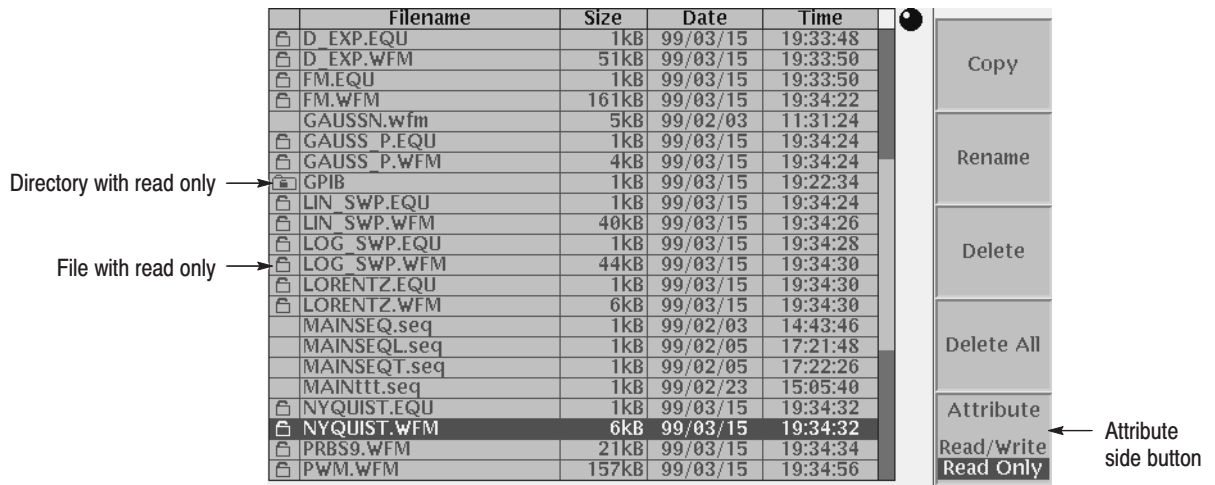 Filename Size Date Time
D_EXP.EQU 1kB 99/03/15 19:33:48
D_EXP.WFM 51kB 99/03/15 19:33:50
FM.EQU 1kB 99/03/15 19:33:50
FM.WFM 161kB 99/03/15 19:34:22
GAUSSN.wfm 5kB 99/02/03 11:31:24
GAUSS_P.EQU 1kB 99/03/15 19:34:24
GAUSS_P.WFM 4kB 99/03/15 19:34:24
Directory with read only
GPIB 1kB 99/03/15 19:22:34
LIN_SWP.EQU 1kB 99/03/15 19:34:24
LIN_SWP.WFM 40kB 99/03/15 19:34:26
LOG_SWP.EQU 1kB 99/03/15 19:34:28
File with read only
LOG_SWP.WFM 44kB 99/03/15 19:34:30
LORENTZ.EQU 1kB 99/03/15 19:34:30
LORENTZ.WFM 6kB 99/03/15 19:34:30
MAINSEQ.seq 1kB 99/02/03 14:43:46
MAINSEQL.seq 1kB 99/02/05 17:21:48
MAINSEQT.seq 1kB 99/02/05 17:22:26
MAINttt.seq 1kB 99/02/23 15:05:40
NYQUIST.EQU 1kB 99/03/15 19:34:32
NYQUIST.WFM 6kB 99/03/15 19:34:32
PRBS9.WFM 21kB 99/03/15 19:34:34
PWM.WFM 157kB 99/03/15 19:34:56
Copy
Rename
Delete
Delete All
Attribute
Read/Write
Read Only
Attribute
side button